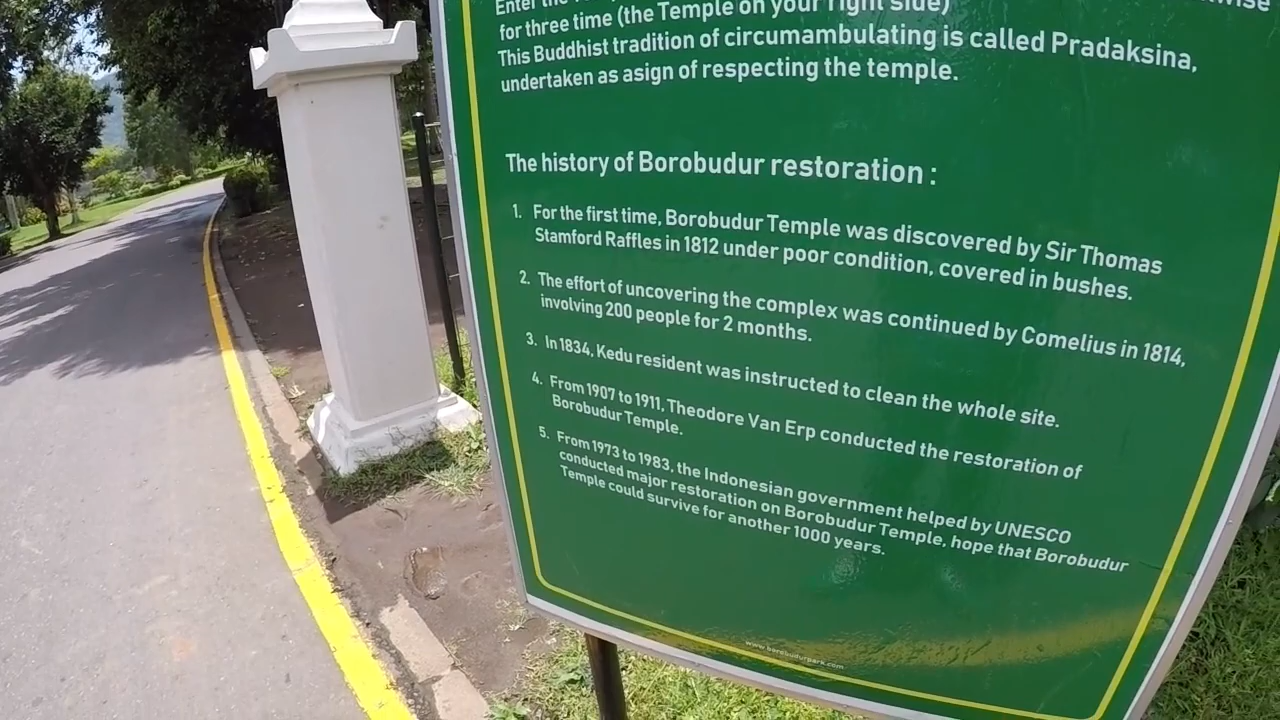 Enter the
wise
for three time (the Temple on your right side)
This Buddhist tradition of circumambulating is called Pradaksina,
undertaken as asign of respecting the temple.
The history of Borobudur restoration :
1. For the first time, Borobudur Temple was discovered by Sir Thomas
Stamford Raffles in 1812 under poor condition, covered in bushes.
2. The effort of uncovering the complex was continued by Comelius in 1814,
involving 200 people for 2 months.
3. In 1834, Kedu resident was instructed to clean the whole site.
4. From 1907 to 1911, Theodore Van Erp conducted the restoration of
Borobudur Temple.
5. From 1973 to 1983, the Indonesian government helped by UNESCO
conducted major restoration on Borobudur Temple, hope that Borobudur
Temple could survive for another 1000 years.
www.borobudurpark.com